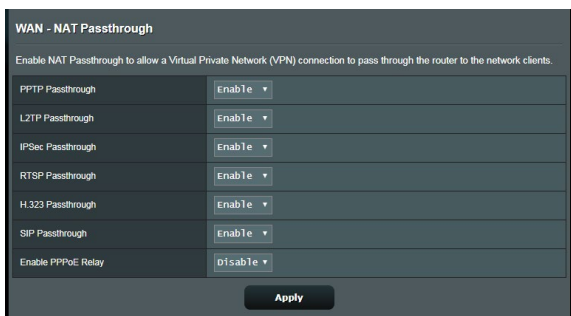 WAN - NAT Passthrough
Enable NAT Passthrough to allow a Virtual Private Network (VPN) connection to pass through the router to the network clients.
PPTP Passthrough Enable
L2TP Passthrough Enable
IPSec Passthrough Enable
RTSP Passthrough Enable
H.323 Passthrough Enable
SIP Passthrough Enable
Enable PPPoE Relay Disable
Apply